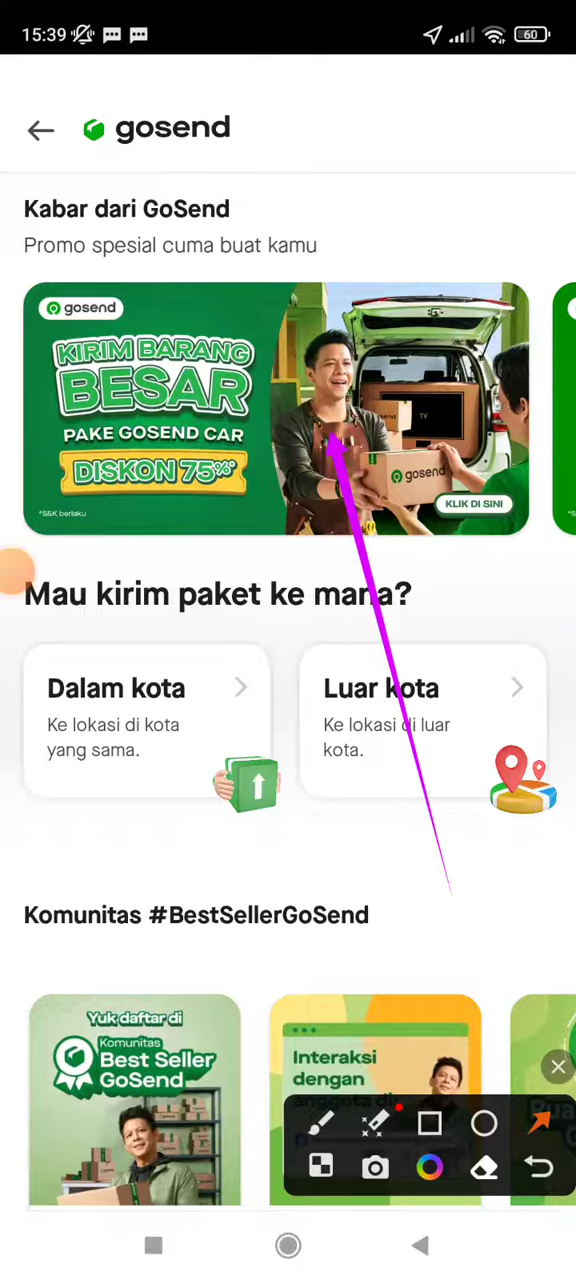 15:39
60
gosend
Kabar dari GoSend
Promo spesial cuma buat kamu
gosend
KIRIM BARANG
BESAR
PAKE GOSEND CAR
DISKON 75%*
*S&K berlaku
TV
gosend
KLIK DI SINI
*S
Mau kirim paket ke mana?
Dalam kota
Ke lokasi di kota
yang sama.
Luar kota
Ke lokasi di luar
kota.
Komunitas #BestSellerGoSend
Yuk daftar di
Komunitas
Best Seller
GoSend
Interaksi
dengan
anggota di